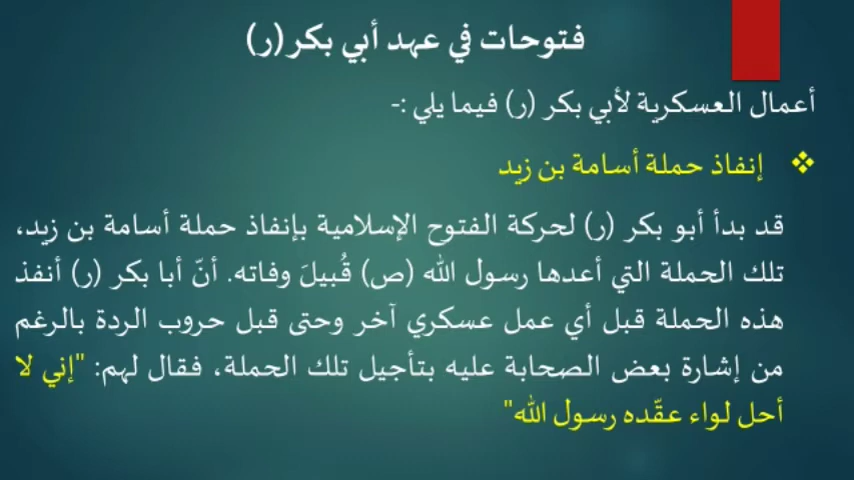 فتوحات في عهد أبي بكر (ر)
أعمال العسكرية لأبي بكر (ر) فيما يلي :-
❖ إنفاذ حملة أسامة بن زيد
قد بدأ أبو بكر (ر) لحركة الفتوح الإسلامية بإنفاذ حملة أسامة بن زيد،
تلك الحملة التي أعدها رسول الله (ص) قُبيلَ وفاته. أنّ أبا بكر (ر) أنفذ
هذه الحملة قبل أي عمل عسكري آخر وحتى قبل حروب الردة بالرغم
من إشارة بعض الصحابة عليه بتأجيل تلك الحملة، فقال لهم: "إني لا
أحل لواء عقّده رسول الله"